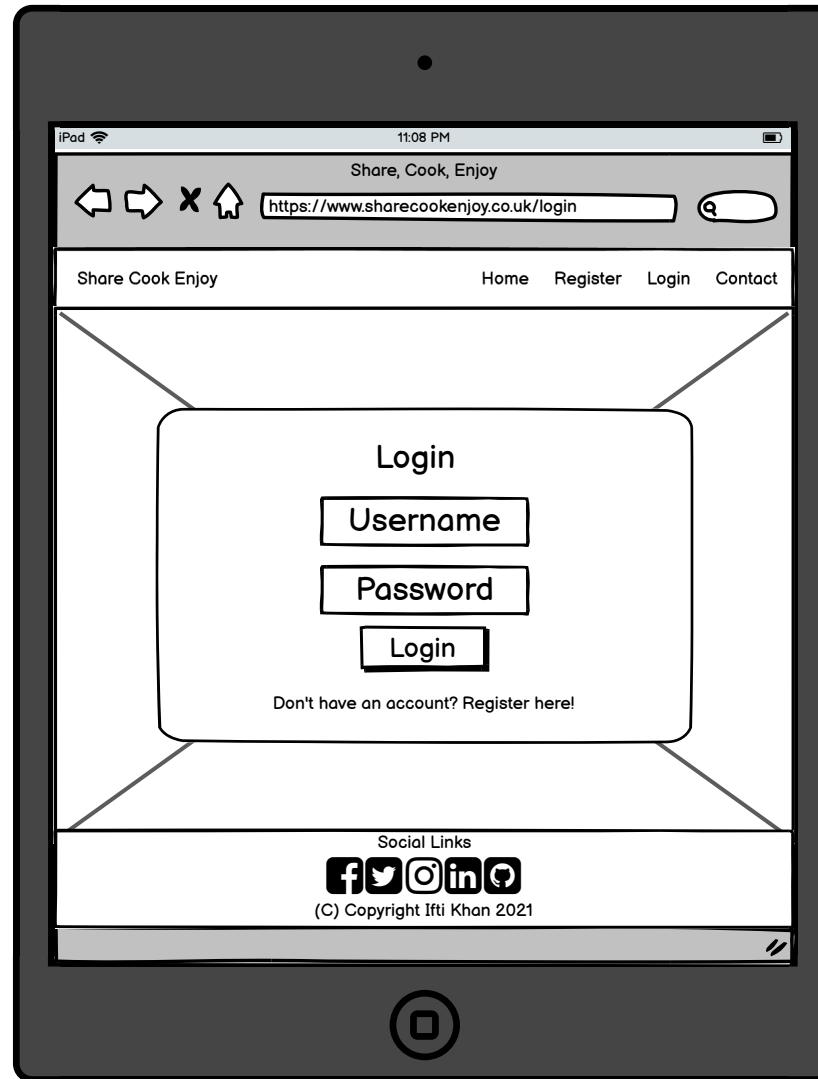 iPad 11:08 PM
Share, Cook, Enjoy
https://www.sharecookenjoy.co.uk/login
Share Cook Enjoy Home Register Login Contact
Login
Username
Password
Login
Don't have an account? Register here!
Social Links
(C) Copyright Ifti Khan 2021